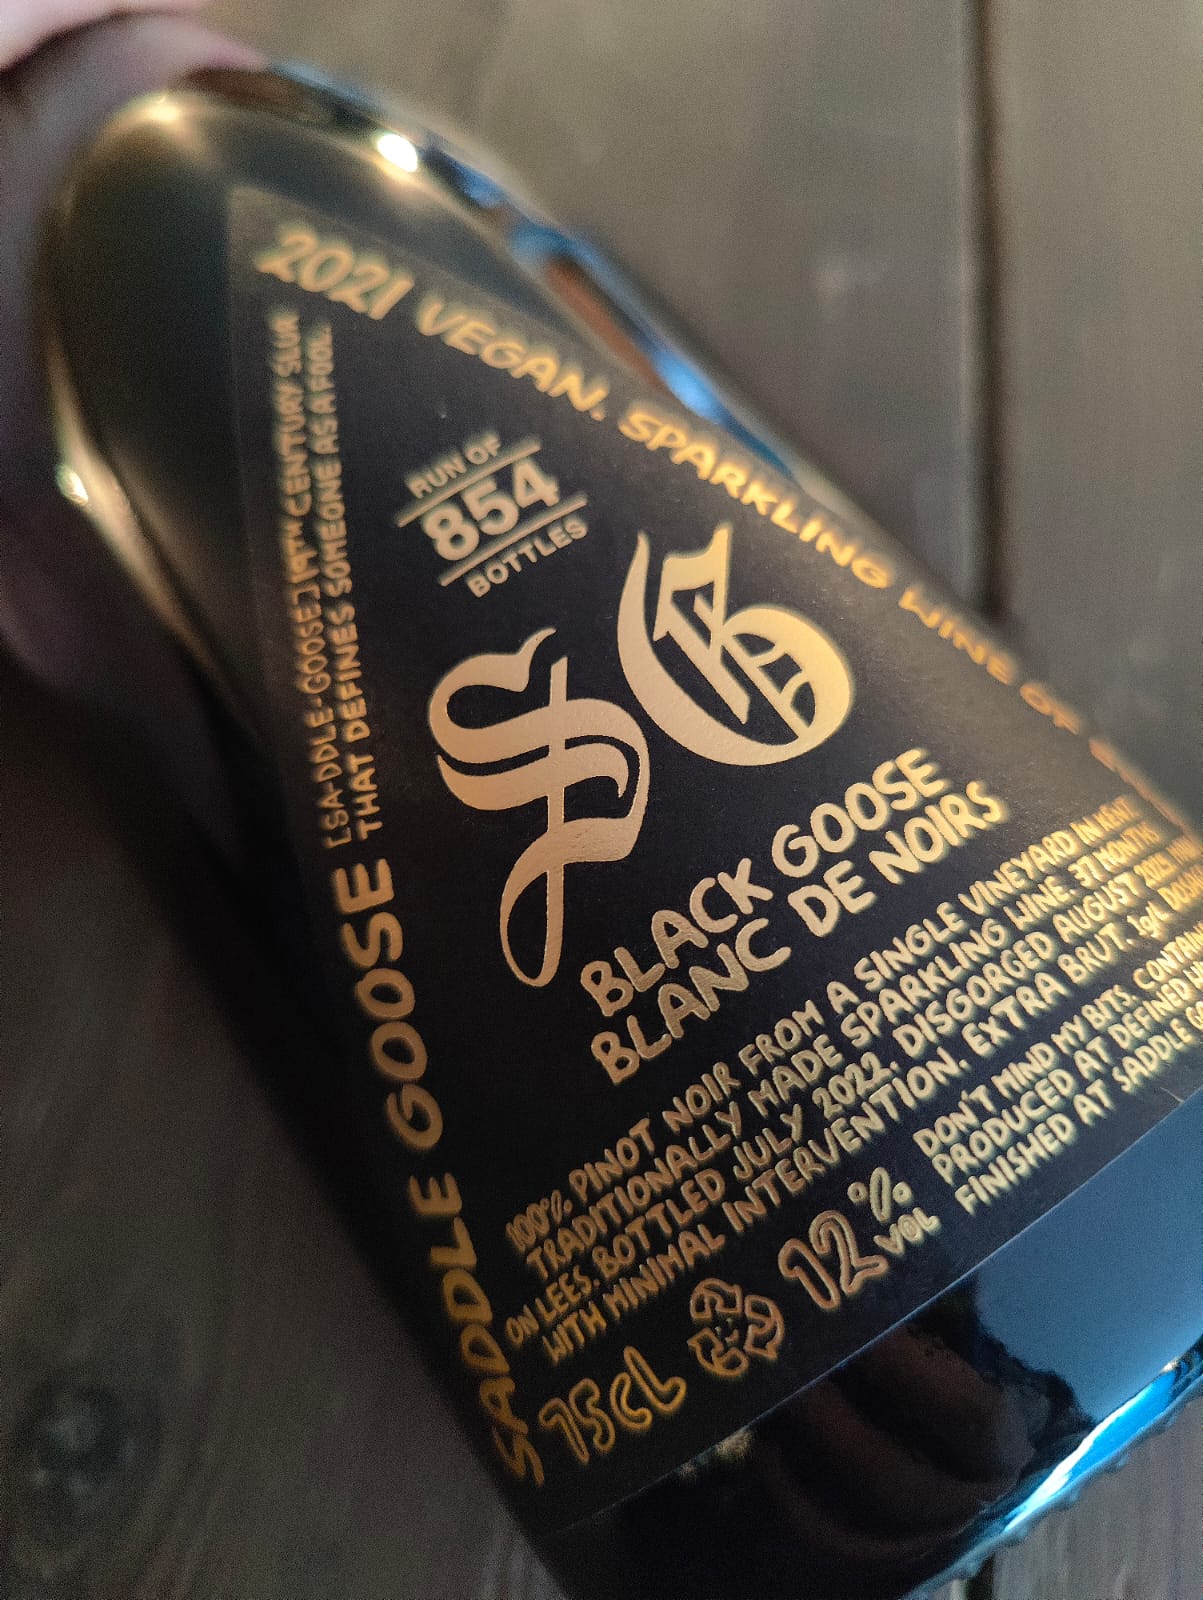 2021 VEGAN. SPARKLING WINE OF
SADDLE GOOSE [SA-DDLE-GOOSE] 19TH CENTURY SLUR
THAT DEFINES SOMEONE AS A FOOL.
RUN OF
854
BOTTLES
SG
BLACK GOOSE
BLANC DE NOIRS
100% PINOT NOIR FROM A SINGLE VINEYARD IN KENT.
TRADITIONALLY MADE SPARKLING WINE. 37 MONTHS
ON LEES. BOTTLED JULY 2022. DISGORGED AUGUST 2025.
WITH MINIMAL INTERVENTION. EXTRA BRUT. 1g/L
75cl
12% VOL
DON'T MIND MY BITS.
PRODUCED AT DEFINED
FINISHED AT SADDLE